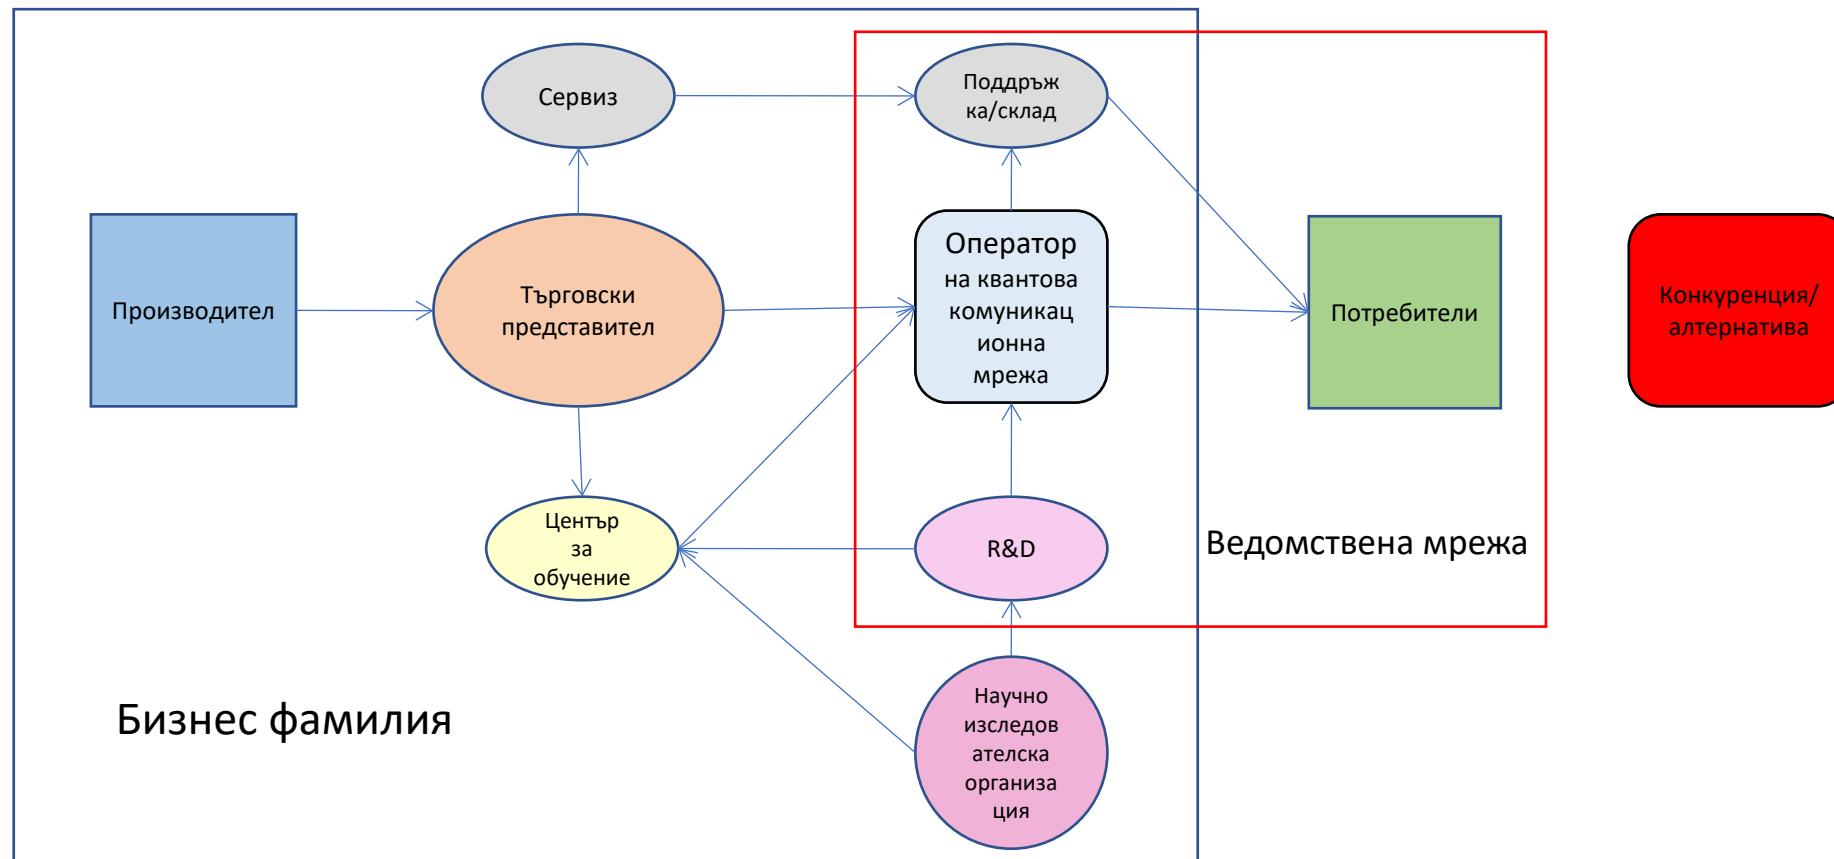 Сервиз
Поддръж
ка/склад
Производител
Търговски
представител
Оператор
на квантова
комуникац
ионна
мрежа
Потребители
Конкуренция/
алтернатива
Център
за
обучение
R&D
Ведомствена мрежа
Бизнес фамилия
Научно
изследов
ателска
организа
ция